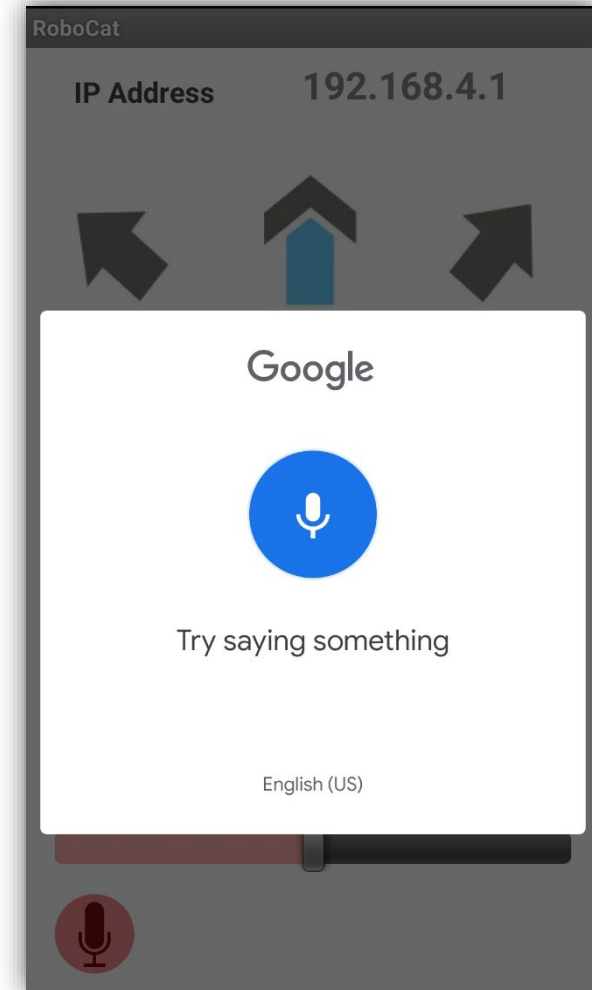 RoboCat
IP Address 192.168.4.1
Google
Try saying something
English (US)